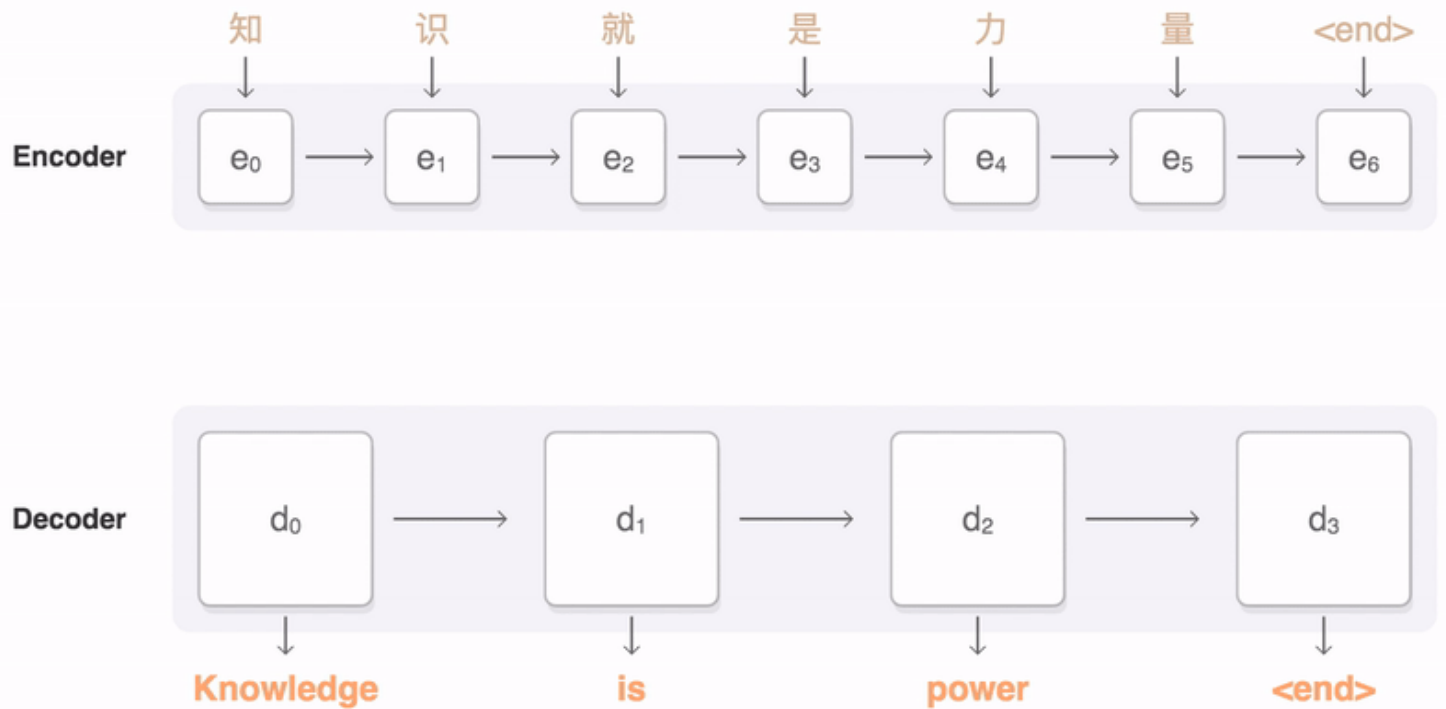 知 识 就 是 力 量 <end>
Encoder e₀ e₁ e₂ e₃ e₄ e₅ e₆
Decoder d₀ d₁ d₂ d₃
Knowledge is power <end>